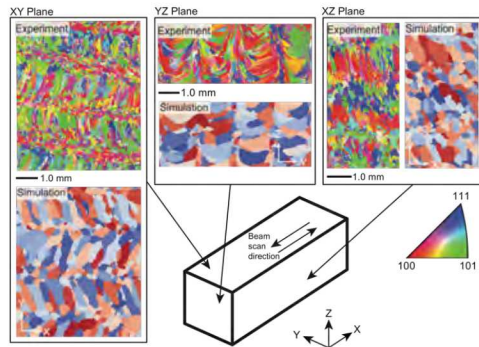 XY Plane
Experiment
1.0 mm
Simulation
YZ Plane
Experiment
1.0 mm
Simulation
XZ Plane
Experiment
Simulation
1.0 mm
Beam
scan
direction
111
100
101
Z
Y
X